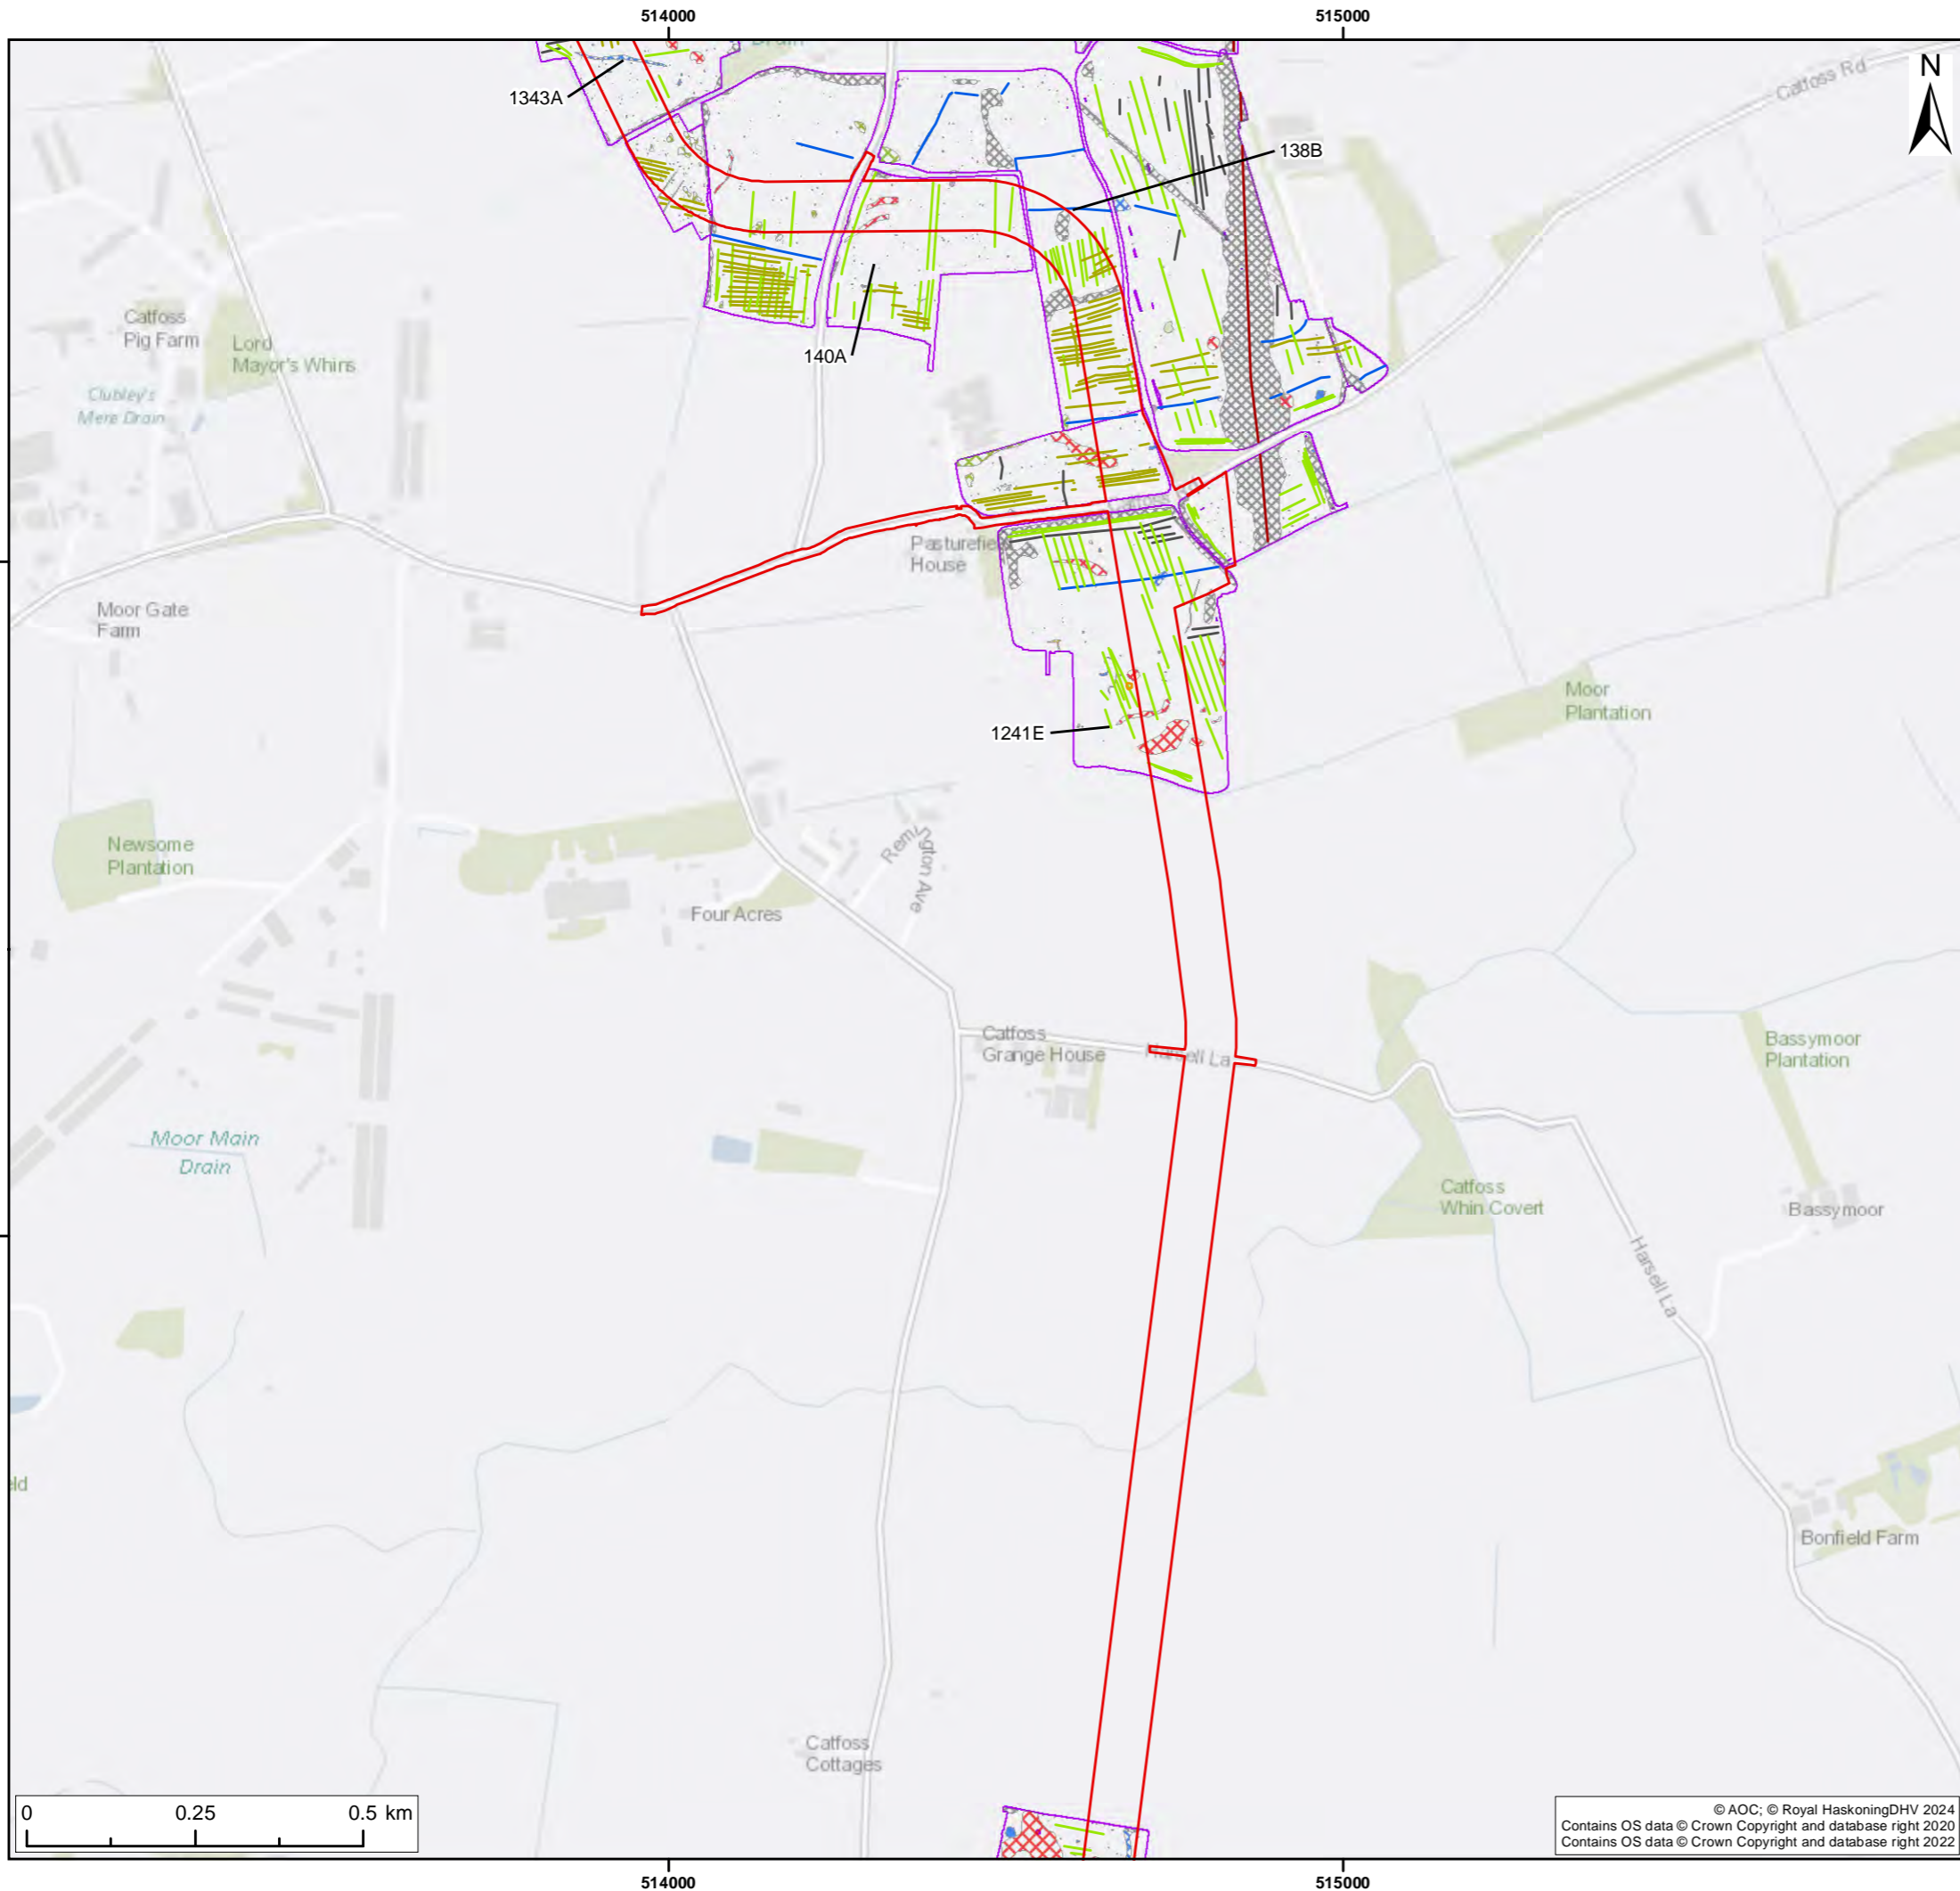 514000
515000
Drain
Catfoss Rd
N
1343A
138B
Catfoss
Pig Farm
Lord
Mayor's Whins
140A
Clubley's
Mere Drain
Catfoss
Pasturefie
House
Moor Gate
Farm
Moor
Plantation
1241E
Newsome
Plantation
Four Acres
Catfoss
Grange House
Harsell La
Bassymoor
Plantation
Moor Main
Drain
Catfoss
Whin Covert
Bassymoor
Harsell La
eld
Bonfield Farm
Catfoss
Cottages
0 0.25 0.5 km
© AOC; © Royal HaskoningDHV 2024
Contains OS data © Crown Copyright and database right 2020
Contains OS data © Crown Copyright and database right 2022
514000
515000